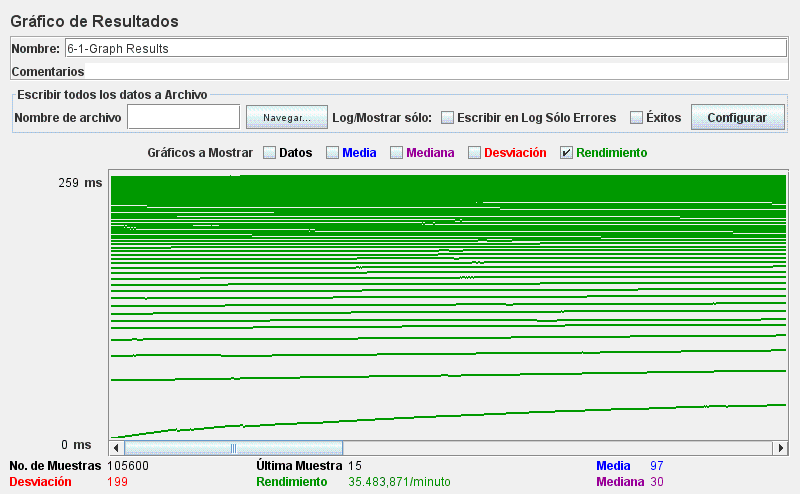 Gráfico de Resultados
Nombre: 6-1-Graph Results
Comentarios
Escribir todos los datos a Archivo
Nombre de archivo Navegar... Log/Mostrar sólo: Escribir en Log Sólo Errores Éxitos Configurar
Gráficos a Mostrar Datos Media Mediana Desviación Rendimiento
259 ms
0 ms
No. de Muestras 105600 Última Muestra 15 Media 97
Desviación 199 Rendimiento 35.483,871/minuto Mediana 30